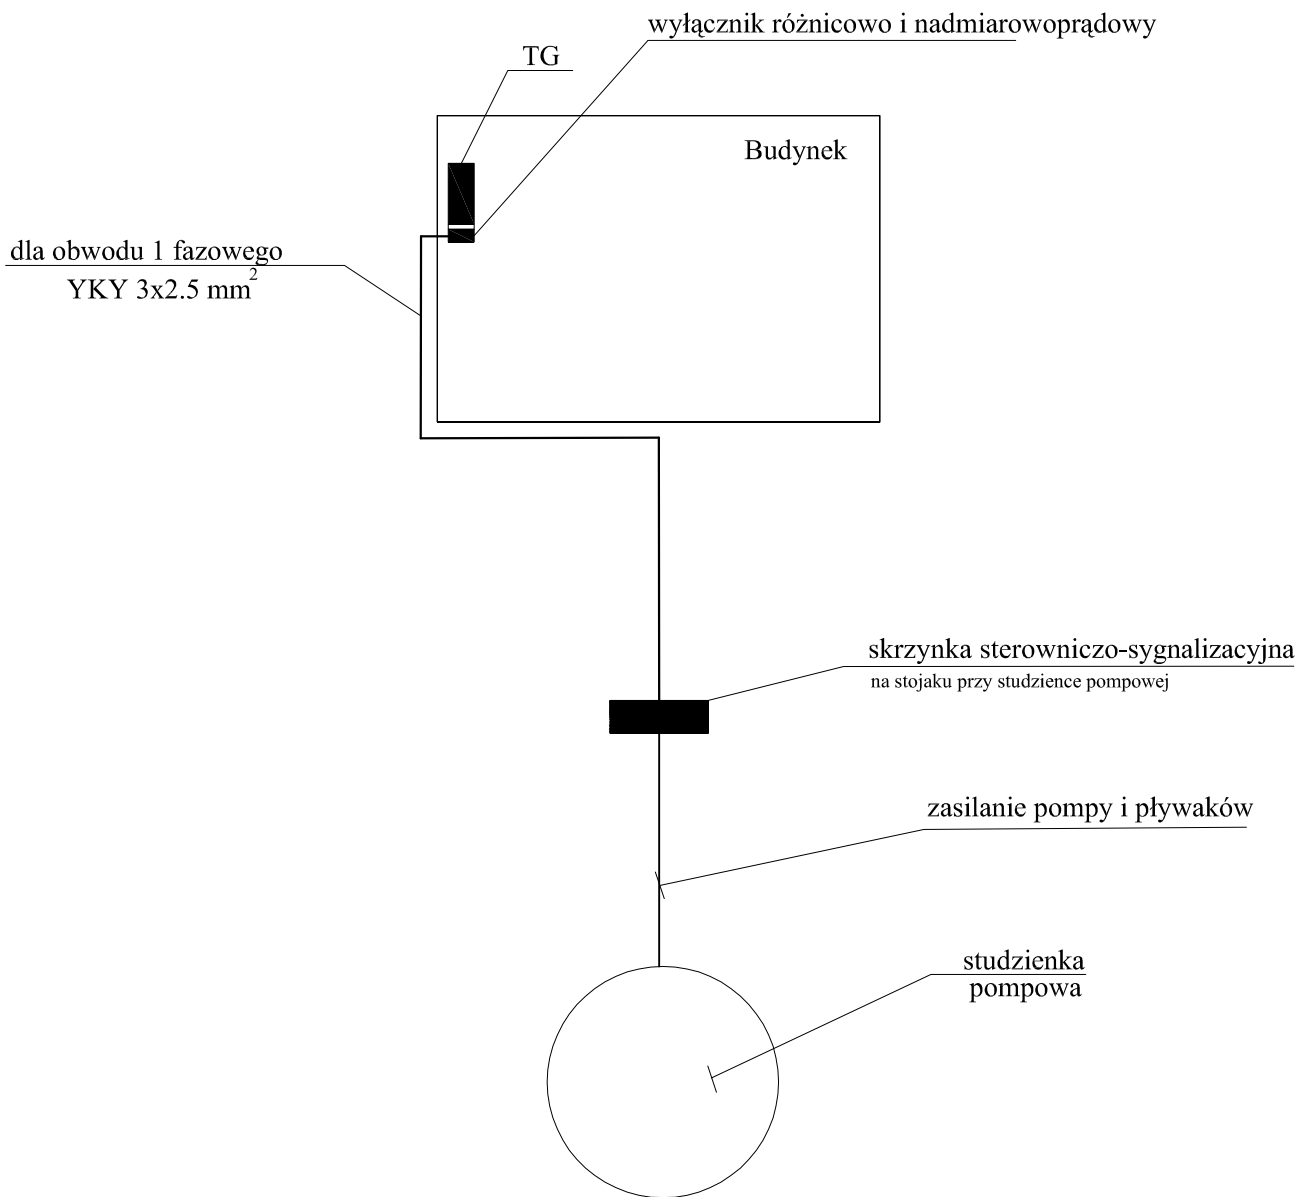 wyłącznik różnicowo i nadmiarowoprądowy
TG
Budynek
dla obwodu 1 fazowego
YKY 3x2.5 mm²
skrzynka sterowniczo-sygnalizacyjna
na stojaku przy studzience pompowej
zasilanie pompy i pływaków
studzienka
pompowa